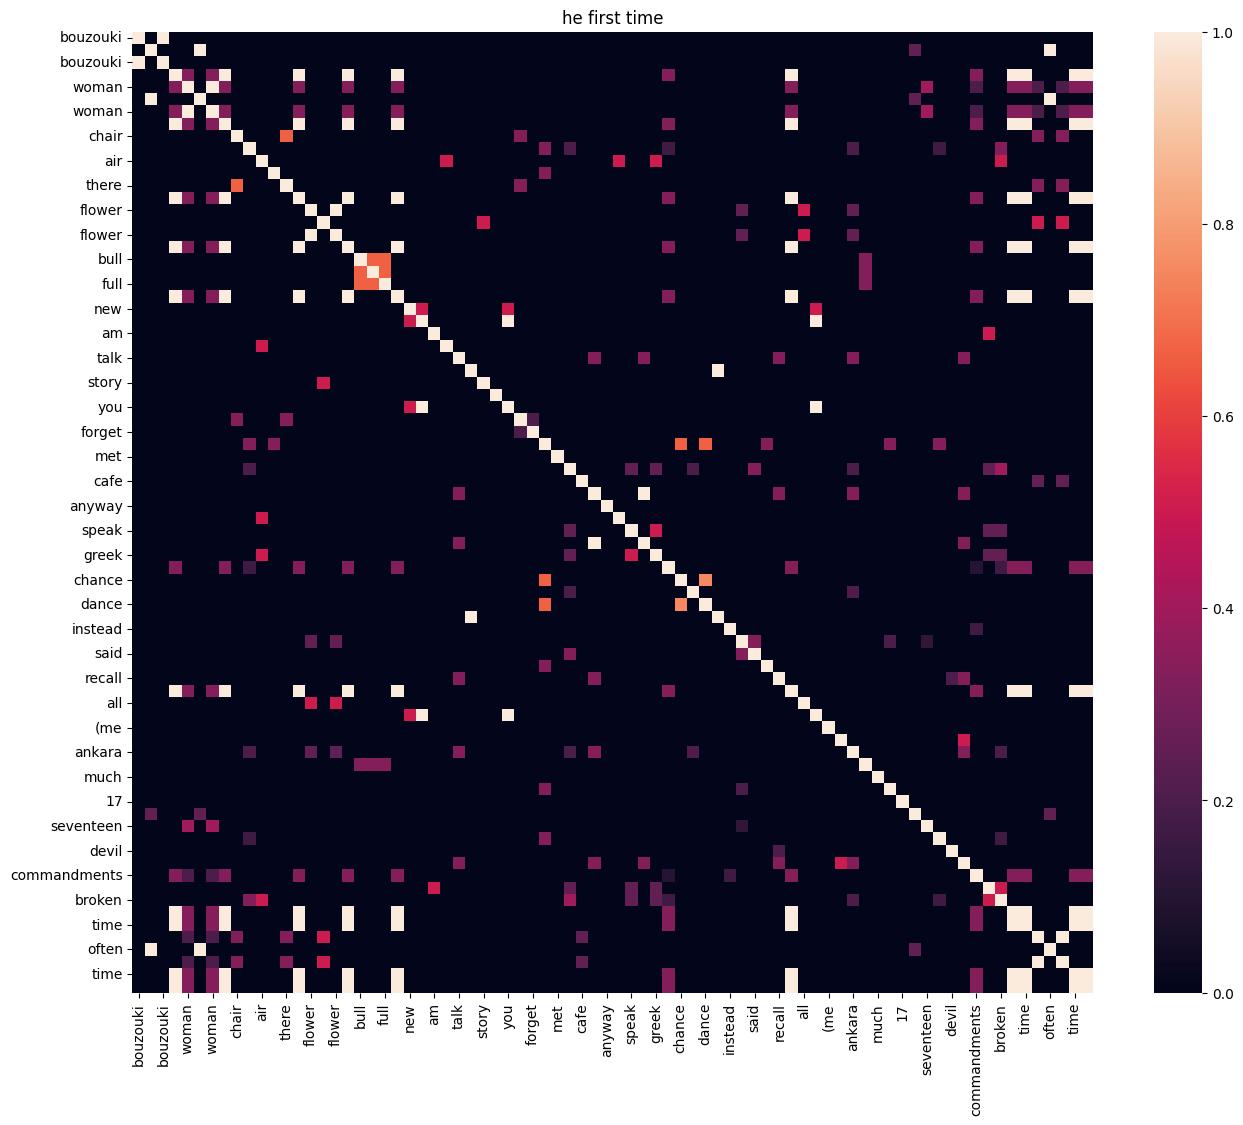 he first time
bouzouki
bouzouki
woman
woman
chair
air
there
flower
flower
bull
full
new
am
talk
story
you
forget
met
cafe
anyway
speak
greek
chance
dance
instead
said
recall
all
(me
ankara
much
17
seventeen
devil
commandments
broken
time
often
time
bouzouki
bouzouki
woman
woman
chair
air
there
flower
flower
bull
full
new
am
talk
story
you
forget
met
cafe
anyway
speak
greek
chance
dance
instead
said
recall
all
(me
ankara
much
17
seventeen
devil
commandments
broken
time
often
time
1.0
0.8
0.6
0.4
0.2
0.0